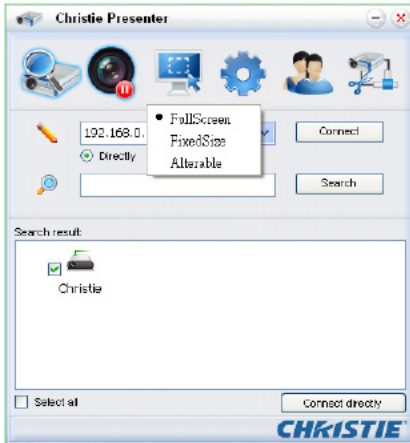 Christie Presenter
FullScreen
FixedSize
Alterable
192.168.0.
Connect
Directly
Search
Search result:
Christie
Select all
Connect directly
CHRISTIE